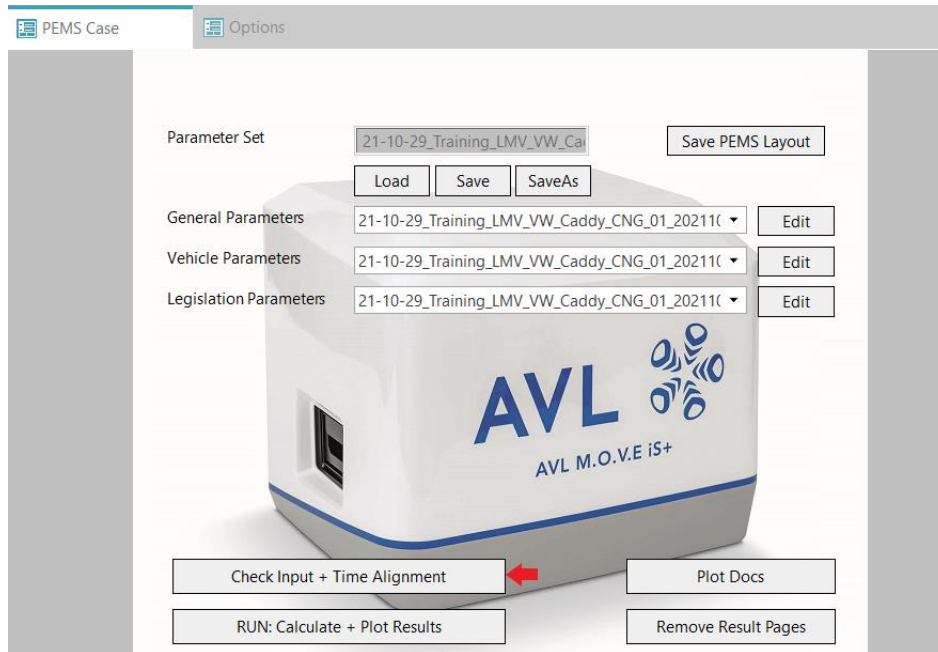 PEMS Case
Options
Parameter Set
21-10-29_Training_LMV_VW_Ca
Save PEMS Layout
Load
Save
SaveAs
General Parameters
21-10-29_Training_LMV_VW_Caddy_CNG_01_20211(
Edit
Vehicle Parameters
21-10-29_Training_LMV_VW_Caddy_CNG_01_20211(
Edit
Legislation Parameters
21-10-29_Training_LMV_VW_Caddy_CNG_01_20211(
Edit
AVL
AVL M.O.V.E iS+
Check Input + Time Alignment
Plot Docs
RUN: Calculate + Plot Results
Remove Result Pages